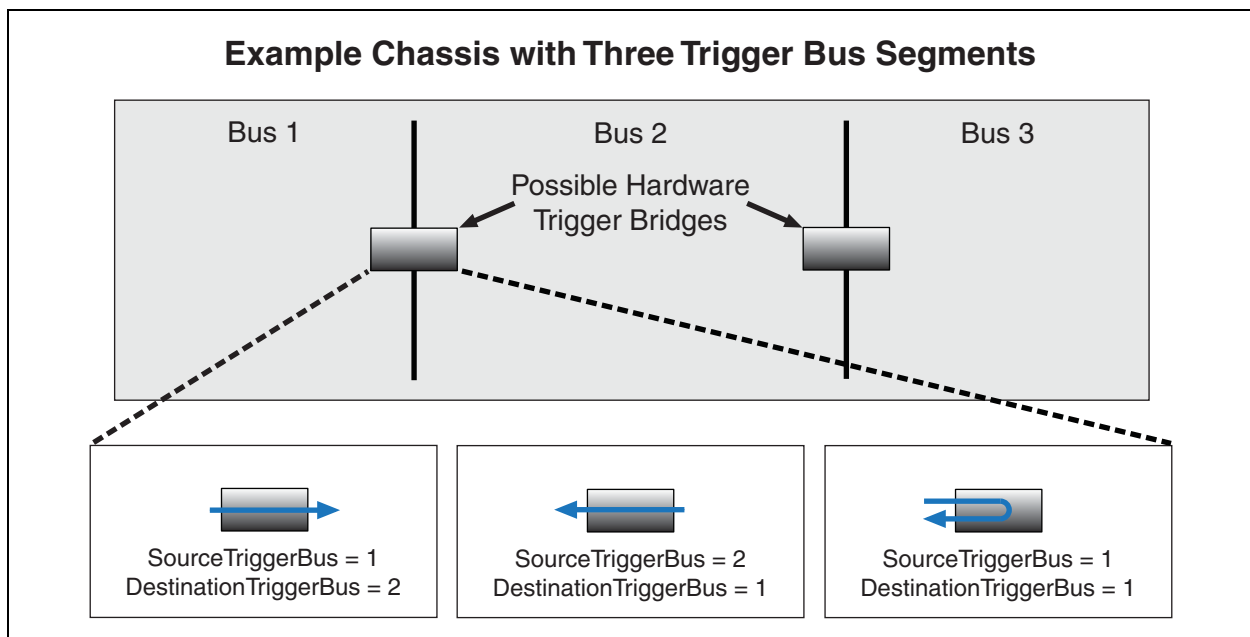 Example Chassis with Three Trigger Bus Segments
Bus 1
Bus 2
Bus 3
Possible Hardware
Trigger Bridges
SourceTriggerBus = 1
DestinationTriggerBus = 2
SourceTriggerBus = 2
DestinationTriggerBus = 1
SourceTriggerBus = 1
DestinationTriggerBus = 1